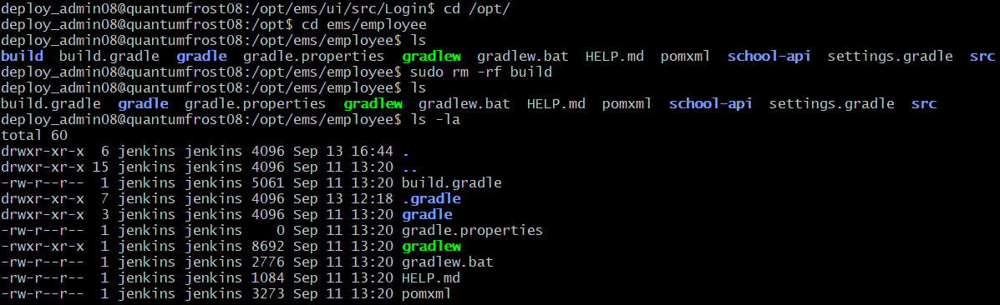 deploy_admin08@quantumfrost08:/opt/ems/ui/src/Login$ cd /opt/
deploy_admin08@quantumfrost08:/opt$ cd ems/employee
deploy_admin08@quantumfrost08:/opt/ems/employee$ ls
build  build.gradle  gradle  gradle.properties  gradlew  gradlew.bat  HELP.md  pomxml  school-api  settings.gradle  src
deploy_admin08@quantumfrost08:/opt/ems/employee$ sudo rm -rf build
deploy_admin08@quantumfrost08:/opt/ems/employee$ ls
build.gradle  gradle  gradle.properties  gradlew  gradlew.bat  HELP.md  pomxml  school-api  settings.gradle  src
deploy_admin08@quantumfrost08:/opt/ems/employee$ ls -la
total 60
drwxr-xr-x  6 jenkins jenkins 4096 Sep 13 16:44 .
drwxr-xr-x 15 jenkins jenkins 4096 Sep 11 13:20 ..
-rw-r--r--  1 jenkins jenkins 5061 Sep 11 13:20 build.gradle
drwxr-xr-x  7 jenkins jenkins 4096 Sep 13 12:18 .gradle
drwxr-xr-x  3 jenkins jenkins 4096 Sep 11 13:20 gradle
-rw-r--r--  1 jenkins jenkins    0 Sep 11 13:20 gradle.properties
-rwxr-xr-x  1 jenkins jenkins 8692 Sep 11 13:20 gradlew
-rw-r--r--  1 jenkins jenkins 2776 Sep 11 13:20 gradlew.bat
-rw-r--r--  1 jenkins jenkins 1084 Sep 11 13:20 HELP.md
-rw-r--r--  1 jenkins jenkins 3273 Sep 11 13:20 pomxml